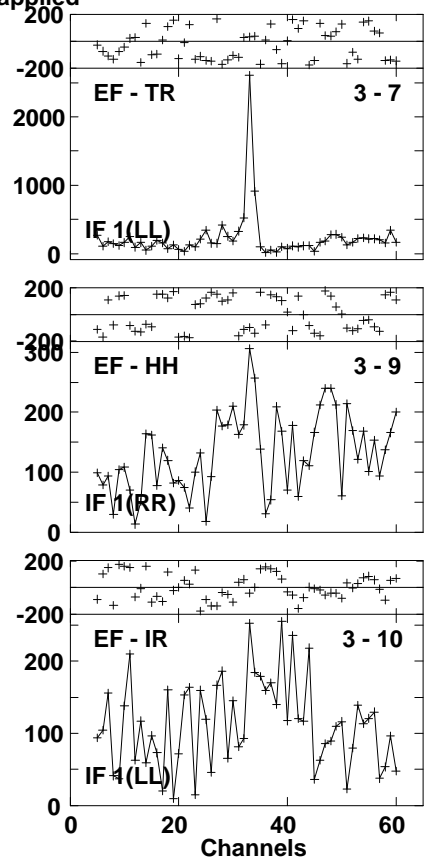 applied
200
-200
EF - TR 3 - 7
2000
1000
IF 1(LL)
0
200
-200
300
EF - HH 3 - 9
200
100
IF 1(RR)
0
200
-200
EF - IR 3 - 10
200
100
IF 1(LL)
0
0 20 40 60
Channels